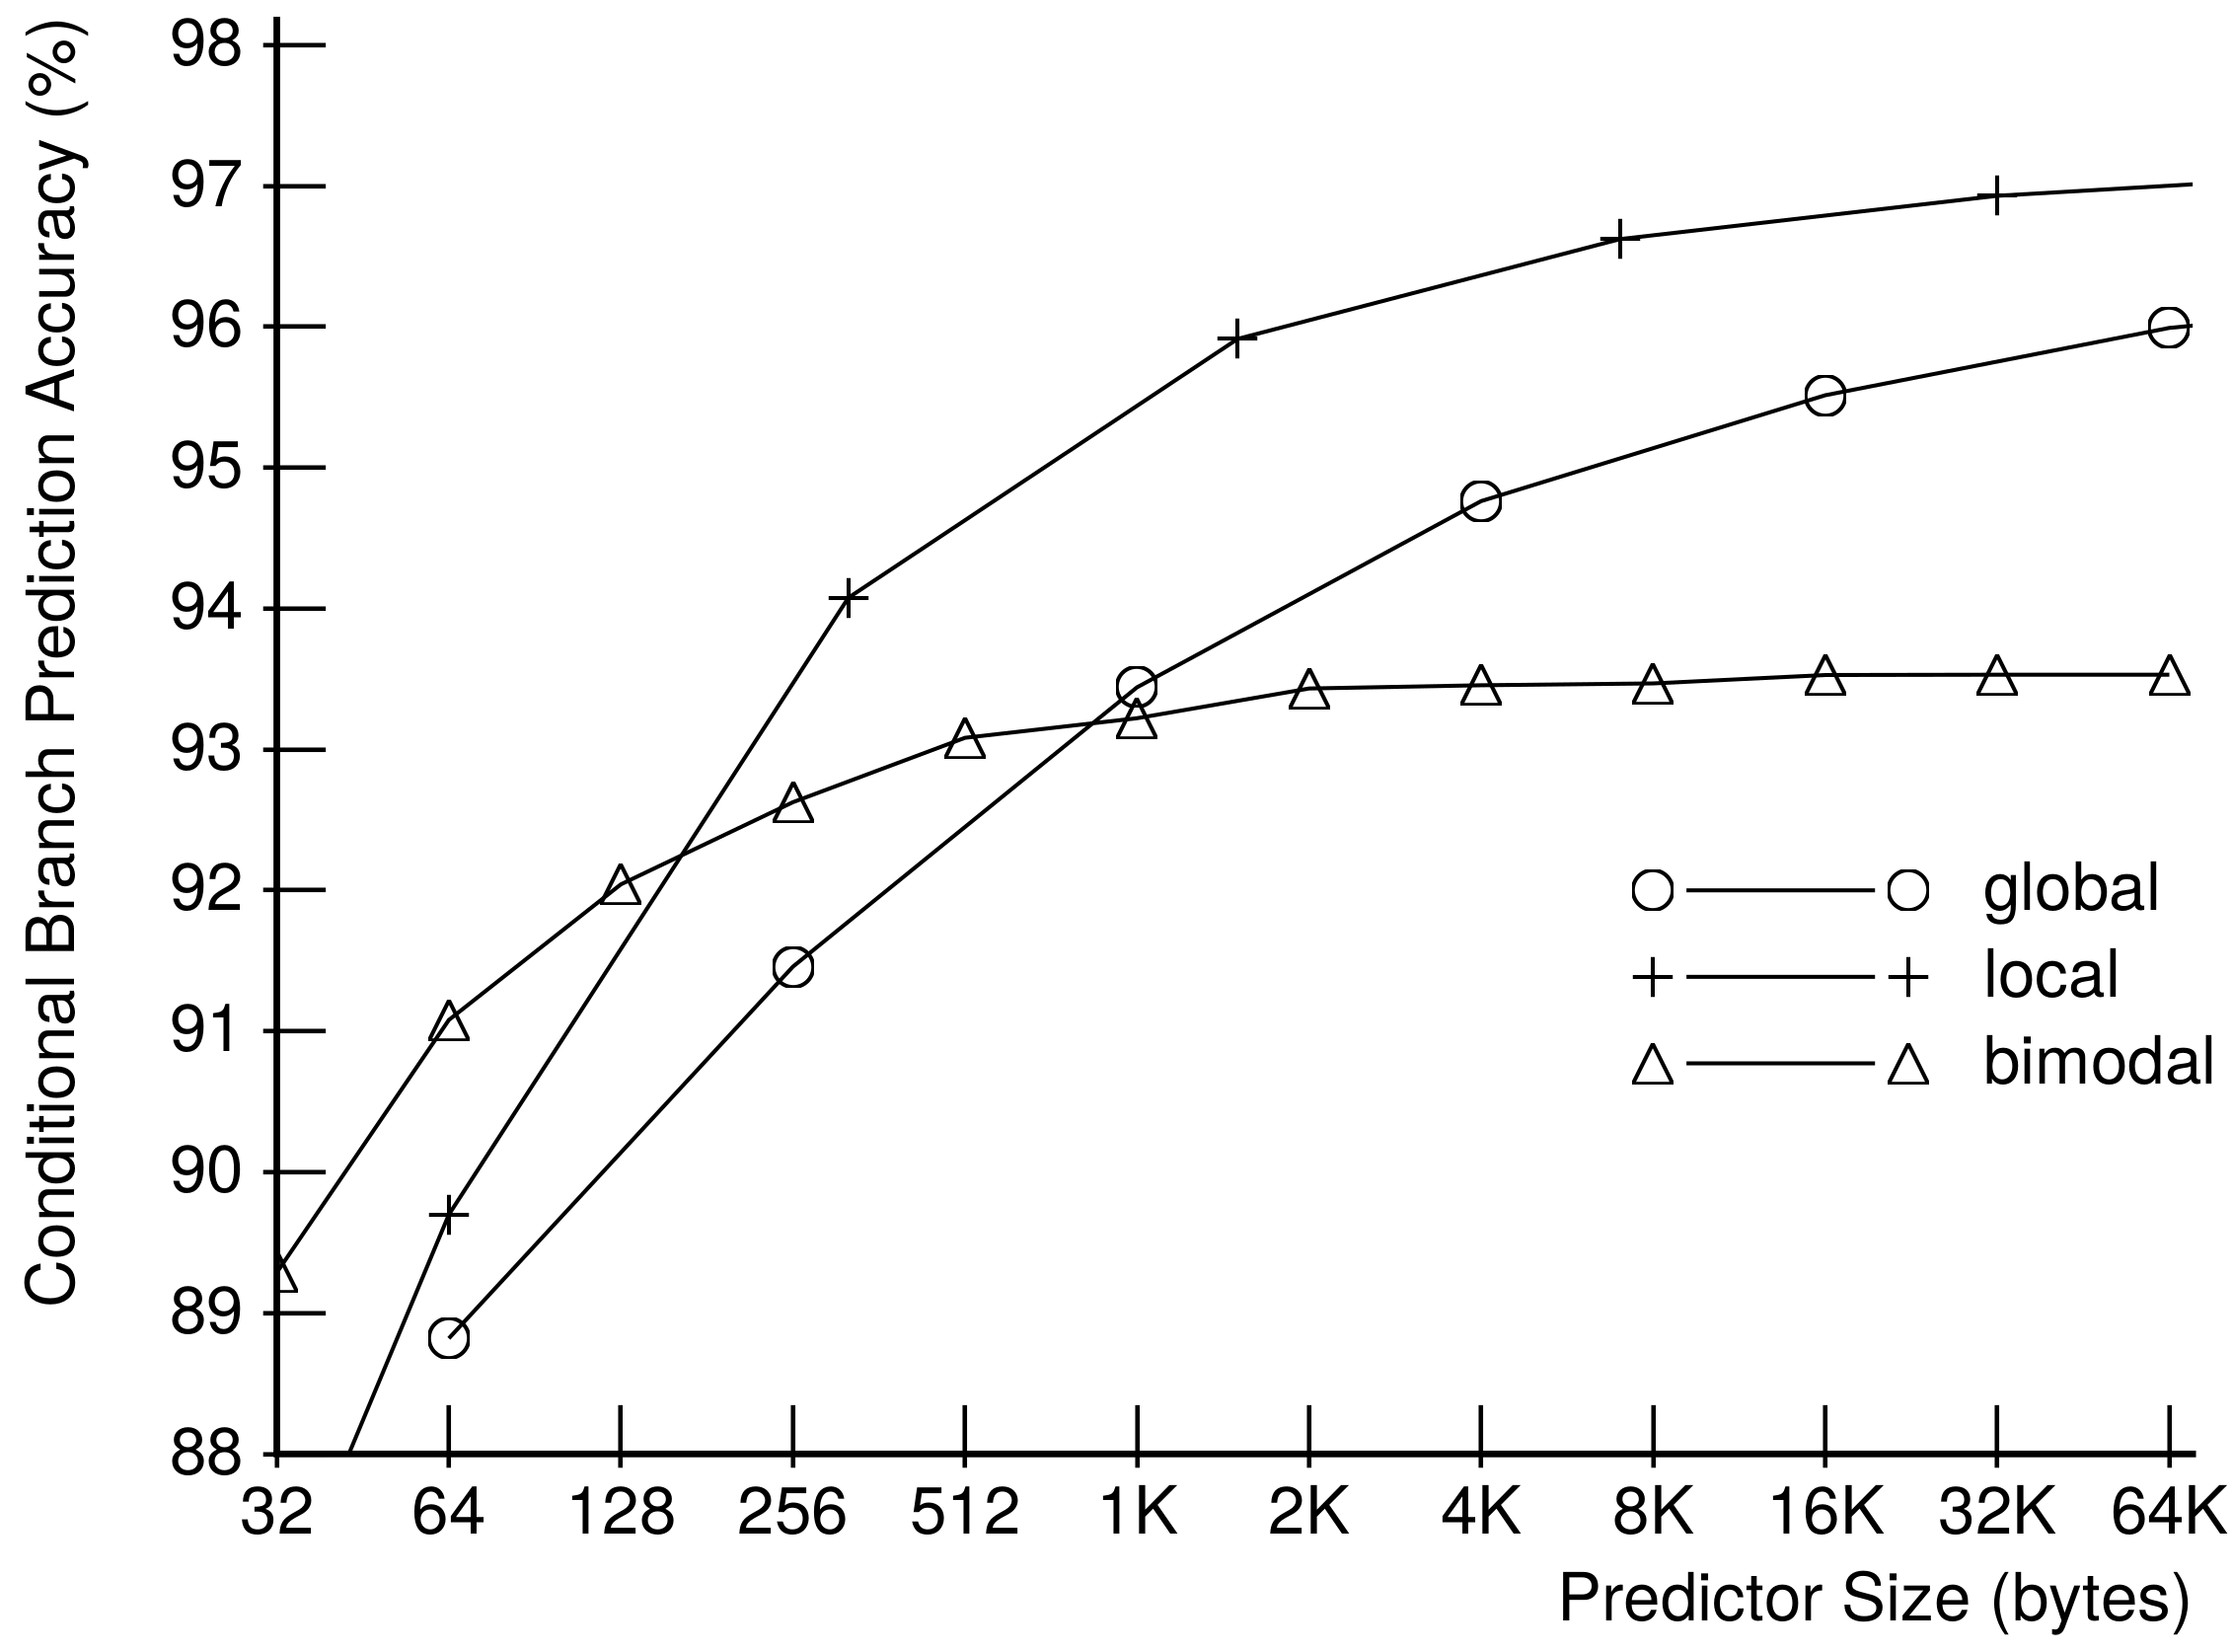 Conditional Branch Prediction Accuracy (%)
98
97
96
95
94
93
92
91
90
89
88
global
local
bimodal
32 64 128 256 512 1K 2K 4K 8K 16K 32K 64K
Predictor Size (bytes)